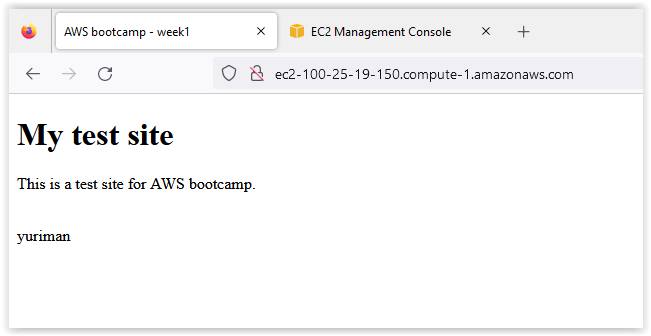 AWS bootcamp - week1
EC2 Management Console
ec2-100-25-19-150.compute-1.amazonaws.com
My test site
This is a test site for AWS bootcamp.
yuriman